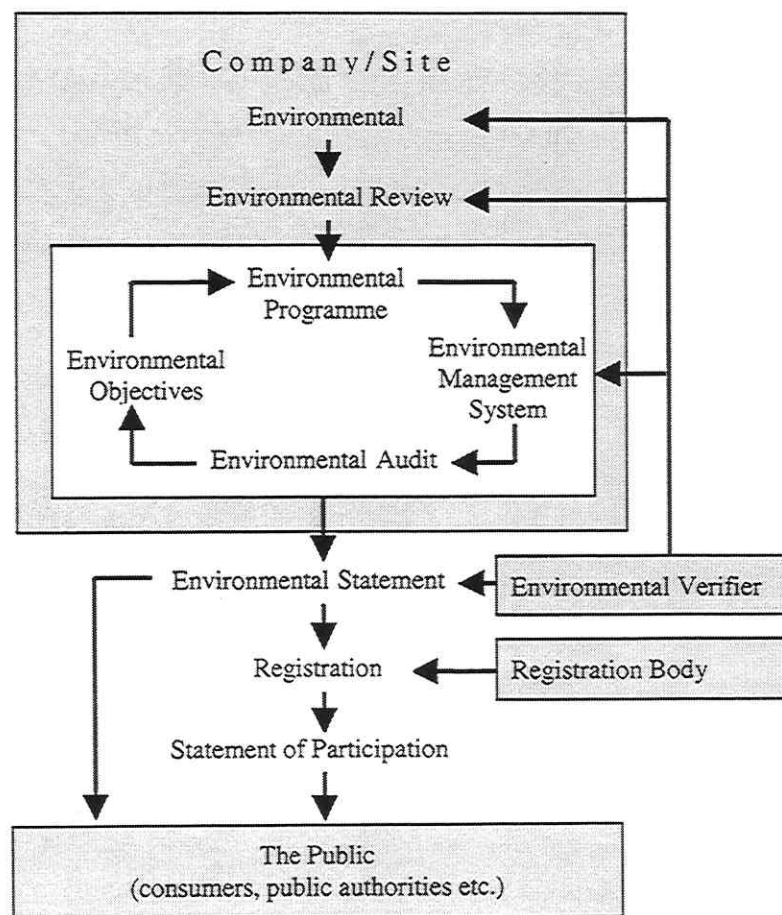 Company/Site
Environmental
Environmental Review
Environmental
Programme
Environmental
Objectives
Environmental
Management
System
Environmental Audit
Environmental Statement
Environmental Verifier
Registration
Registration Body
Statement of Participation
The Public
(consumers, public authorities etc.)